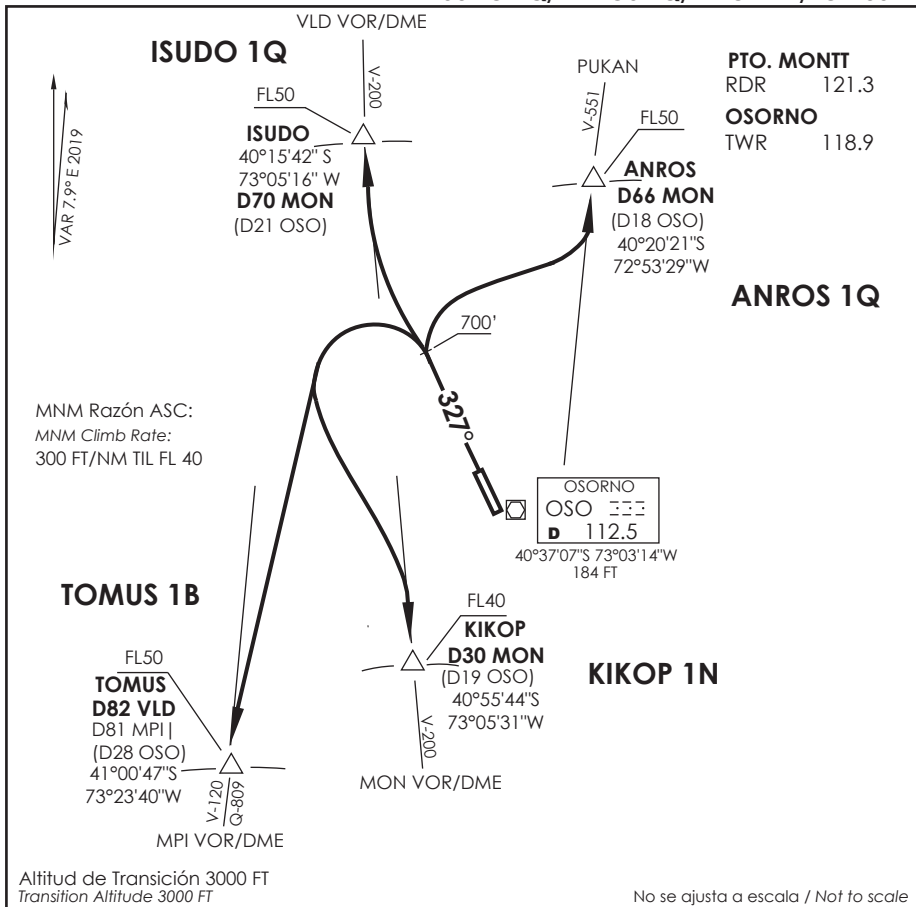 VLD VOR/DME
ISUDO 1Q
V-200
FL50
ISUDO
40°15'42" S
73°05'16" W
D70 MON
(D21 OSO)
VAR 7.9° E 2019
PUKAN
V-551
FL50
ANROS
D66 MON
(D18 OSO)
40°20'21"S
72°53'29"W
PTO. MONTT
RDR 121.3
OSORNO
TWR 118.9
ANROS 1Q
700'
327°
MNM Razón ASC:
MNM Climb Rate:
300 FT/NM TIL FL 40
OSORNO
OSO
D 112.5
40°37'07"S 73°03'14"W
184 FT
TOMUS 1B
FL50
TOMUS
D82 VLD
D81 MPI|
(D28 OSO)
41°00'47"S
73°23'40"W
V-120
Q-809
MPI VOR/DME
FL40
KIKOP
D30 MON
(D19 OSO)
40°55'44"S
73°05'31"W
V-200
MON VOR/DME
KIKOP 1N
Altitud de Transición 3000 FT
Transition Altitude 3000 FT
No se ajusta a escala / Not to scale